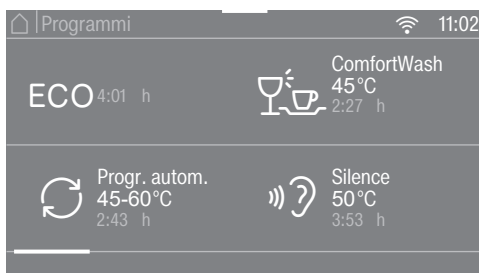 Programmi
11:02
ECO 4:01 h
ComfortWash
45°C
2:27 h
Progr. autom.
45-60°C
2:43 h
Silence
50°C
3:53 h